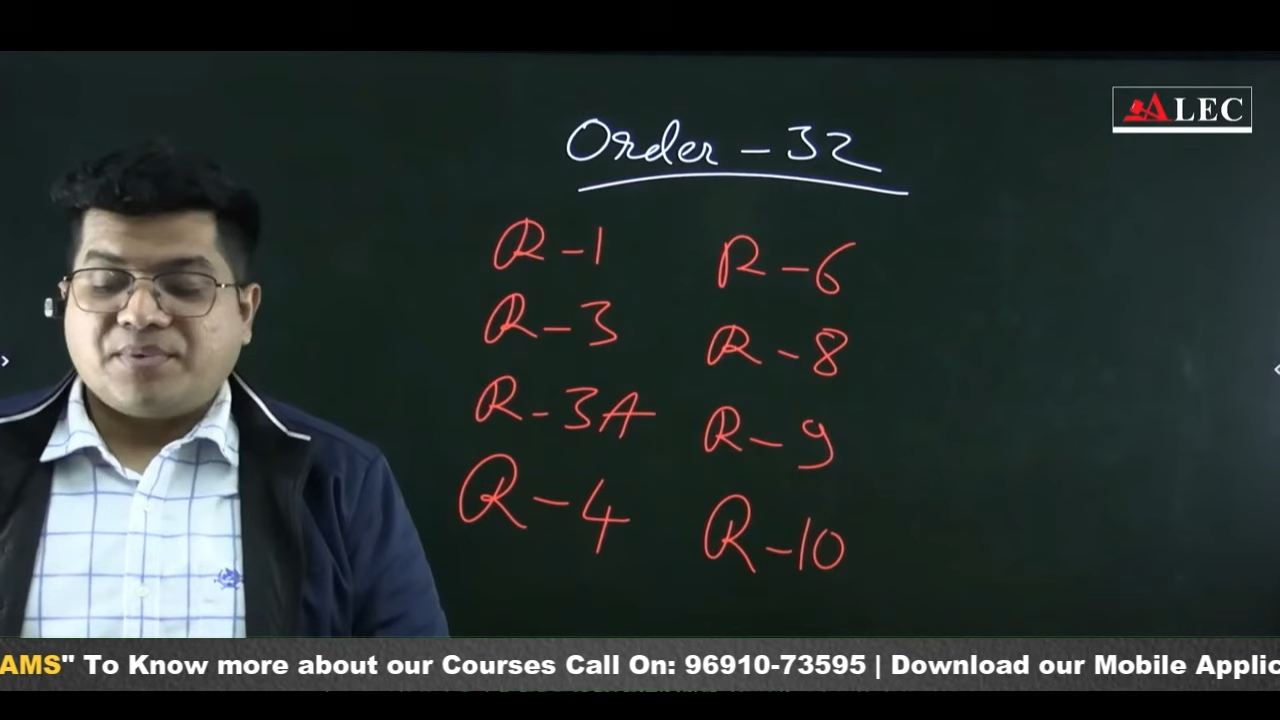 ALEC
Order - 32
R - 1
R - 3
R - 3A
R - 4
R - 6
R - 8
R - 9
R - 10
AMS" To Know more about our Courses Call On: 96910-73595 | Download our Mobile Applic